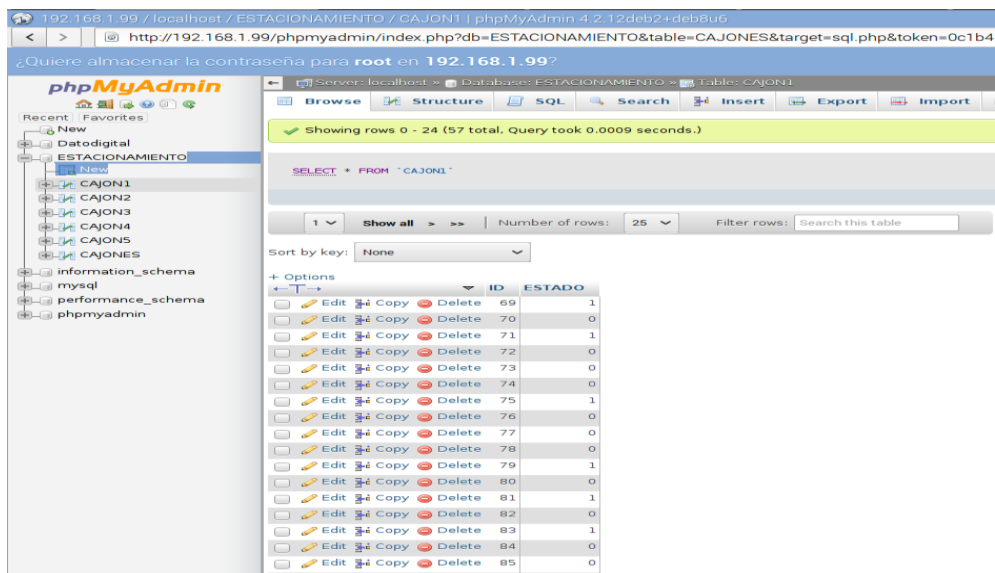 192.168.1.99 / localhost / ESTACIONAMIENTO / CAJON1 | phpMyAdmin 4.2.12deb2+deb8u6
http://192.168.1.99/phpmyadmin/index.php?db=ESTACIONAMIENTO&table=CAJONES&target=sql.php&token=0c1b4
¿Quiere almacenar la contraseña para root en 192.168.1.99?
phpMyAdmin
Recent Favorites
New
Datodigital
ESTACIONAMIENTO
New
CAJON1
CAJON2
CAJON3
CAJON4
CAJON5
CAJONES
information_schema
mysql
performance_schema
phpmyadmin
Server: localhost » Database: ESTACIONAMIENTO » Table: CAJON1
Browse Structure SQL Search Insert Export Import
Showing rows 0 - 24 (57 total, Query took 0.0009 seconds.)
SELECT * FROM `CAJON1`
1 Show all > >> | Number of rows: 25 Filter rows: Search this table
Sort by key: None
+ Options
←T→ ID ESTADO
Edit Copy Delete 69 1
Edit Copy Delete 70 0
Edit Copy Delete 71 1
Edit Copy Delete 72 0
Edit Copy Delete 73 0
Edit Copy Delete 74 0
Edit Copy Delete 75 1
Edit Copy Delete 76 0
Edit Copy Delete 77 0
Edit Copy Delete 78 0
Edit Copy Delete 79 1
Edit Copy Delete 80 0
Edit Copy Delete 81 1
Edit Copy Delete 82 0
Edit Copy Delete 83 1
Edit Copy Delete 84 0
Edit Copy Delete 85 0